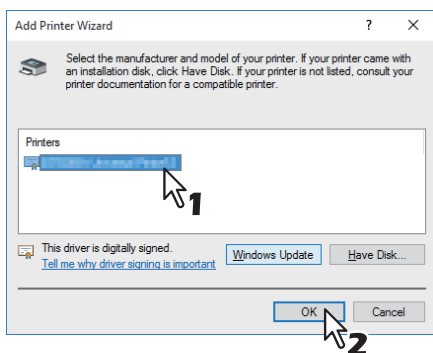 Add Printer Wizard ? ×
Select the manufacturer and model of your printer. If your printer came with
an installation disk, click Have Disk. If your printer is not listed, consult your
printer documentation for a compatible printer.
Printers
1
This driver is digitally signed.
Tell me why driver signing is important
Windows Update
Have Disk...
OK
Cancel
2